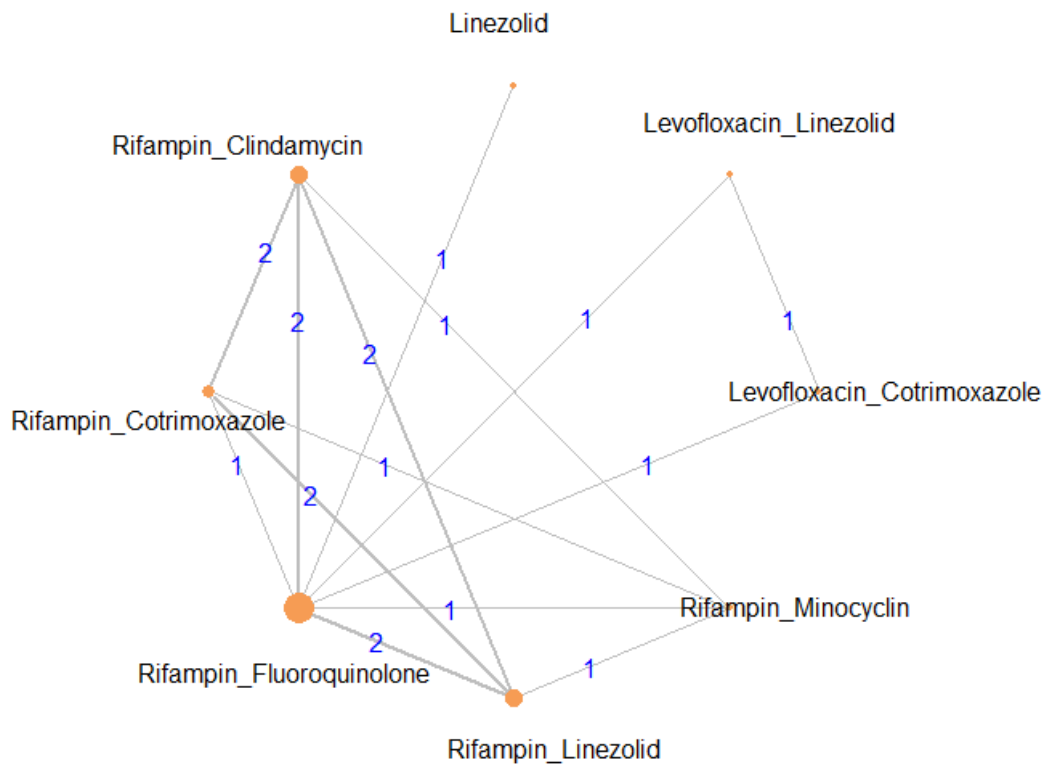 Linezolid
Levofloxacin_Linezolid
Rifampin_Clindamycin
2
1
2
1
1
1
2
Levofloxacin_Cotrimoxazole
Rifampin_Cotrimoxazole
1
1
1
2
Rifampin_Minocyclin
1
2
1
Rifampin_Fluoroquinolone
Rifampin_Linezolid